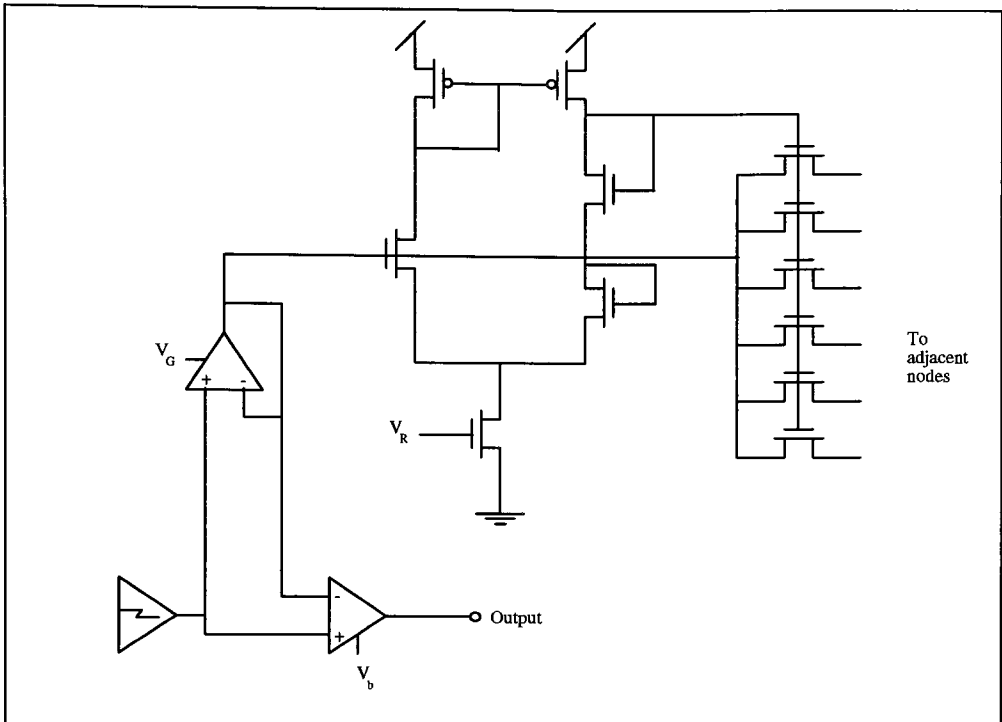 V_G
+ -
V_R
To
adjacent
nodes
-
+
Output
V_b